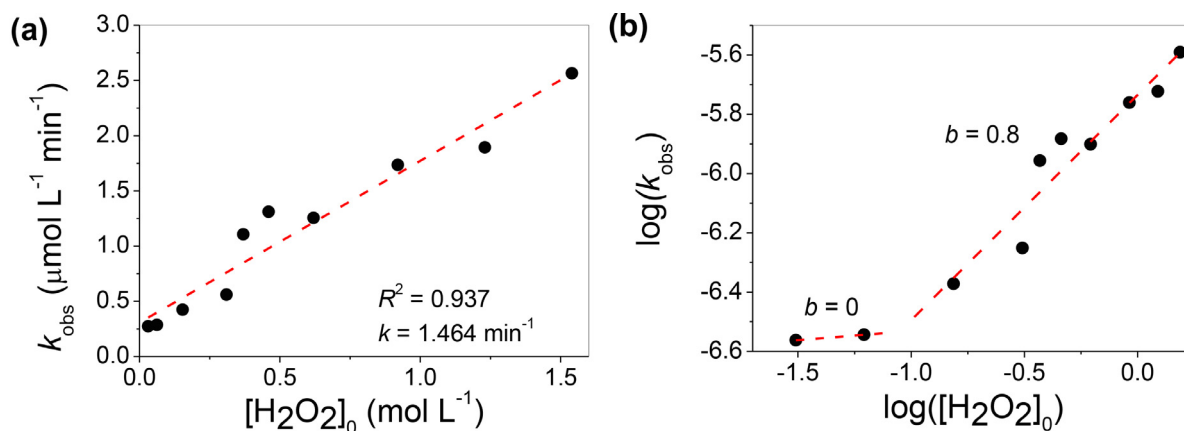 (a)
3.0
2.5
2.0
1.5
1.0
0.5
0.0
k_obs (μmol L⁻¹ min⁻¹)
R² = 0.937
k = 1.464 min⁻¹
0.0 0.5 1.0 1.5
[H₂O₂]₀ (mol L⁻¹)
(b)
-5.6
-5.8
-6.0
-6.2
-6.4
-6.6
log(k_obs)
b = 0.8
b = 0
-1.5 -1.0 -0.5 0.0
log([H₂O₂]₀)